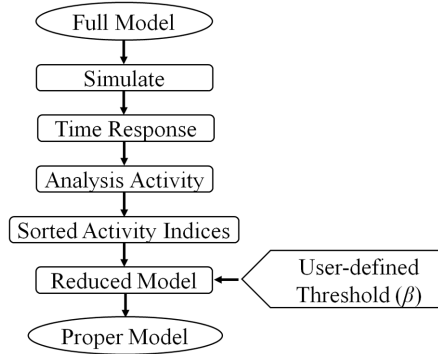 Full Model
Simulate
Time Response
Analysis Activity
Sorted Activity Indices
Reduced Model
User-defined
Threshold (β)
Proper Model